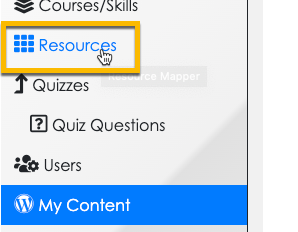 Courses/Skills
Resources
Resource Mapper
Quizzes
Quiz Questions
Users
My Content